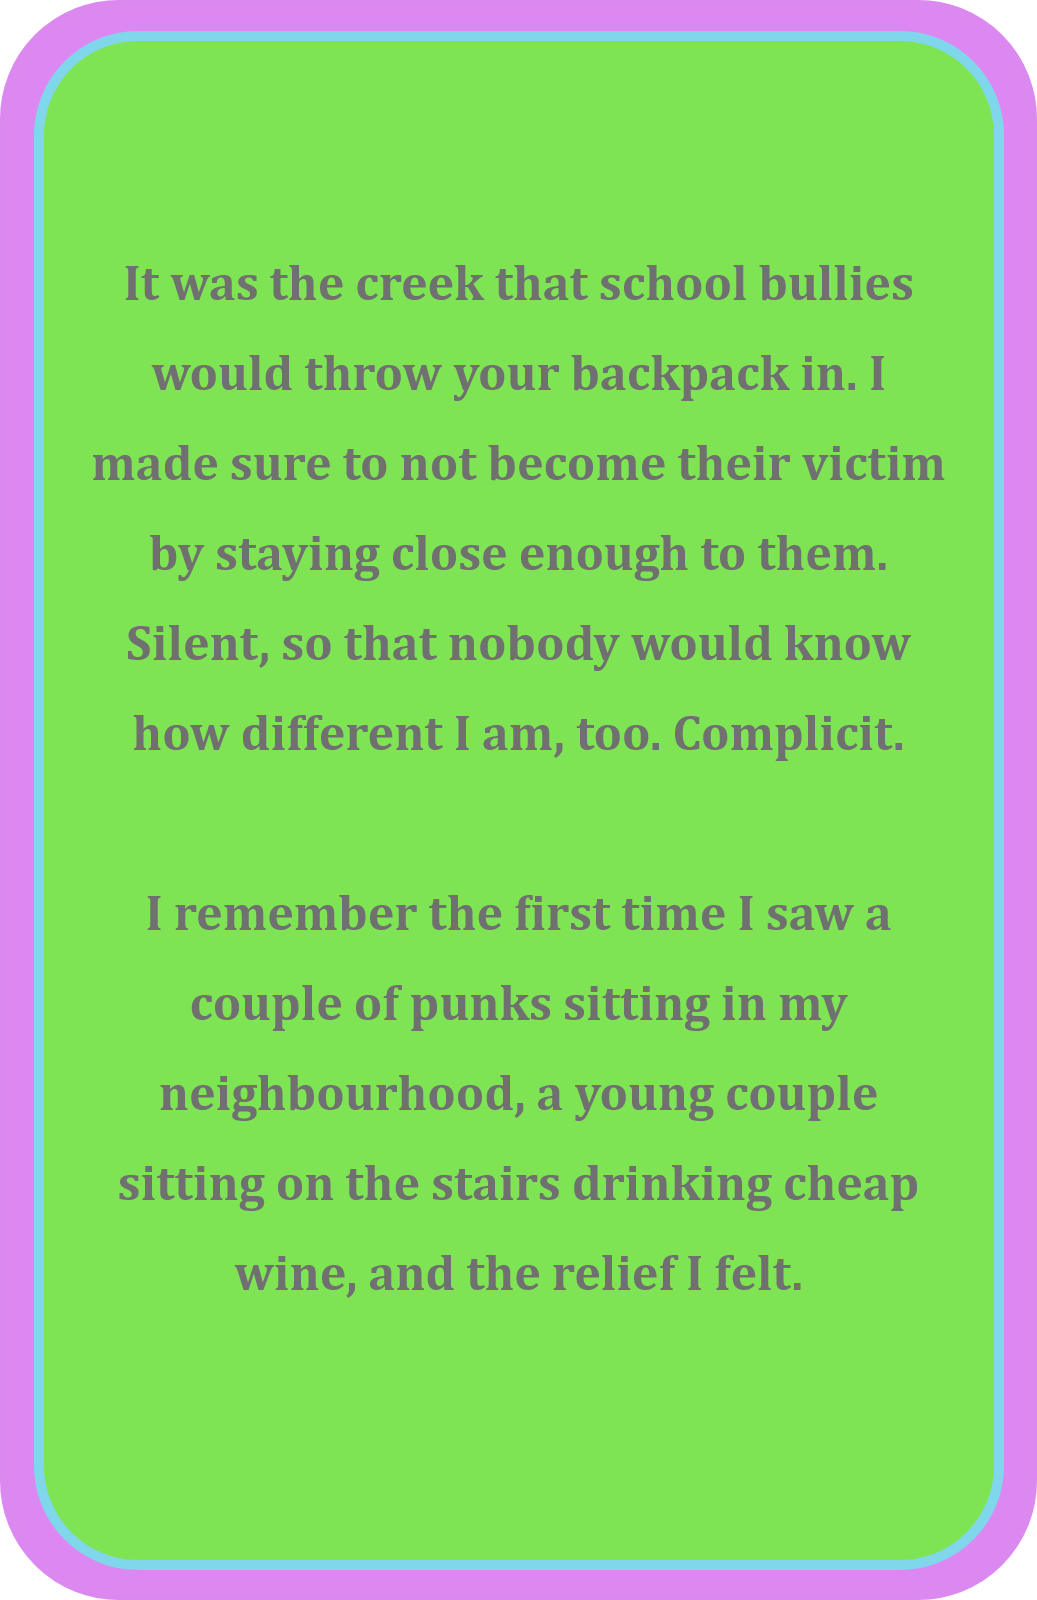 It was the creek that school bullies
would throw your backpack in. I
made sure to not become their victim
by staying close enough to them.
Silent, so that nobody would know
how different I am, too. Complicit.
I remember the first time I saw a
couple of punks sitting in my
neighbourhood, a young couple
sitting on the stairs drinking cheap
wine, and the relief I felt.